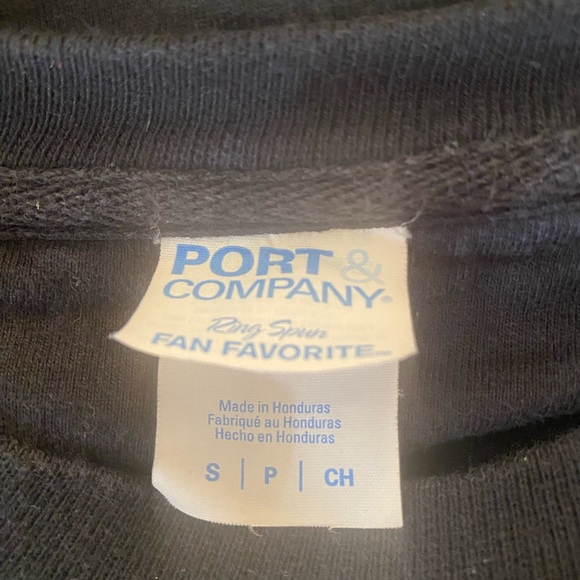 PORT &
COMPANY®
Ring Spun
FAN FAVORITE™
Made in Honduras
Fabriqué au Honduras
Hecho en Honduras
S | P | CH